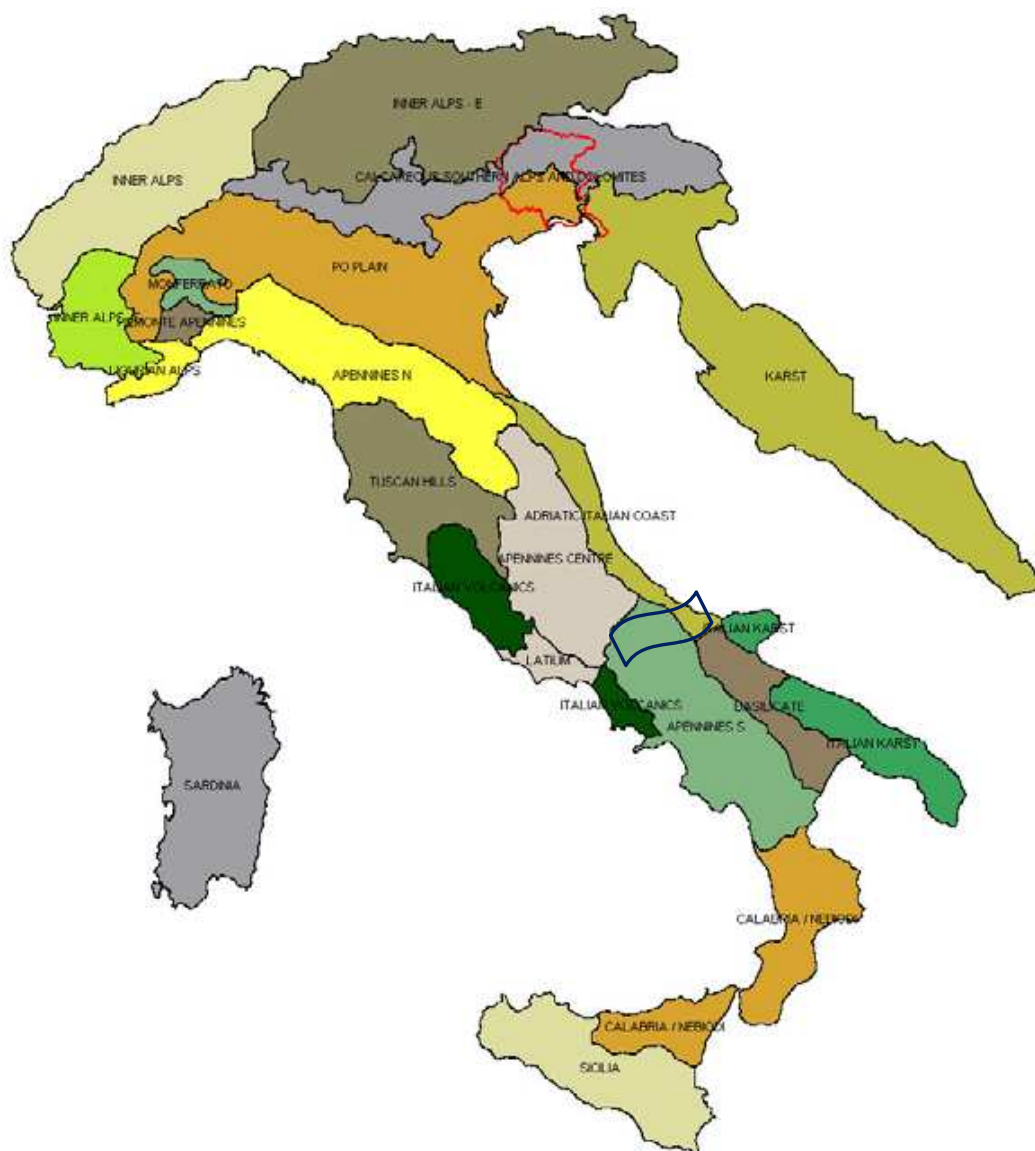 INNER ALPS - E
INNER ALPS
CALCAREOUS SOUTHERN ALPS AND DOLOMITES
PO PLAIN
MONFERRATO
INNER ALPS
PIEMONTE APENNINES
LIGURIAN ALPS
APENNINES N
KARST
TUSCAN HILLS
ADRIATIC ITALIAN COAST
APENNINES CENTRE
ITALIAN VOLCANICS
ITALIAN KARST
LATIUM
ITALIAN VOLCANICS
BASILICATE
APENNINES S
ITALIAN KARST
SARDINIA
CALABRIA / NEBIODI
CALABRIA / NEBIODI
SICILIA